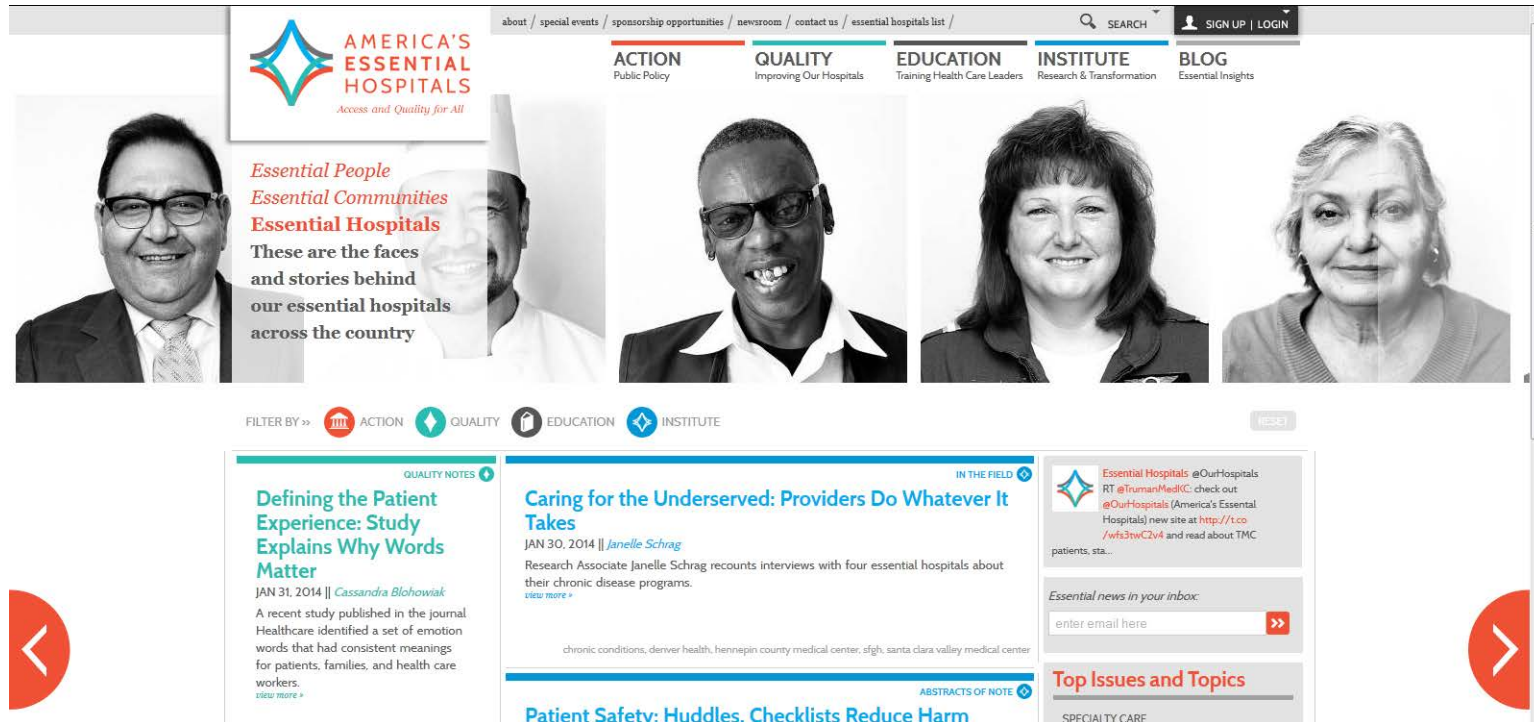 about / special events / sponsorship opportunities / newsroom / contact us / essential hospitals list /
SEARCH
SIGN UP | LOGIN
AMERICA'S
ESSENTIAL
HOSPITALS
Access and Quality for All
ACTION
Public Policy
QUALITY
Improving Our Hospitals
EDUCATION
Training Health Care Leaders
INSTITUTE
Research & Transformation
BLOG
Essential Insights
Essential People
Essential Communities
Essential Hospitals
These are the faces
and stories behind
our essential hospitals
across the country
FILTER BY »
ACTION
QUALITY
EDUCATION
INSTITUTE
RESET
QUALITY NOTES
Defining the Patient
Experience: Study
Explains Why Words
Matter
JAN 31, 2014 || Cassandra Blohowiak
A recent study published in the journal
Healthcare identified a set of emotion
words that had consistent meanings
for patients, families, and health care
workers.
view more »
IN THE FIELD
Caring for the Underserved: Providers Do Whatever It
Takes
JAN 30, 2014 || Janelle Schrag
Research Associate Janelle Schrag recounts interviews with four essential hospitals about
their chronic disease programs.
view more »
chronic conditions, denver health, hennepin county medical center, sfgh, santa clara valley medical center
ABSTRACTS OF NOTE
Patient Safety: Huddles, Checklists Reduce Harm
Essential Hospitals @OurHospitals
RT @TrumanMedKC: check out
@OurHospitals (America's Essental
Hospitals) new site at http://t.co
/wfs3twC2v4 and read about TMC
patients, sta...
Essential news in your inbox:
enter email here
Top Issues and Topics
SPECIALTY CARE